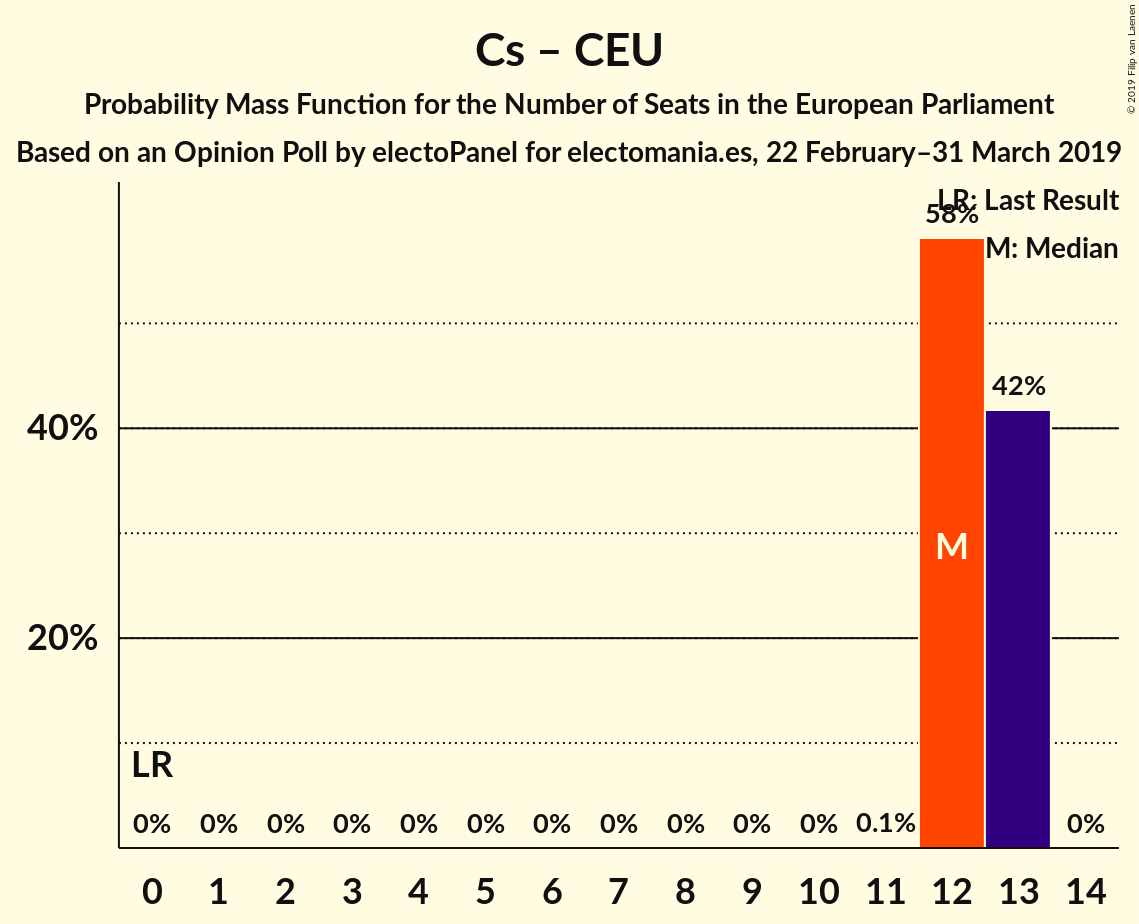 Cs – CEU
Probability Mass Function for the Number of Seats in the European Parliament
Based on an Opinion Poll by electoPanel for electomania.es, 22 February–31 March 2019
© 2019 Filip van Laenen
LR: Last Result
M: Median
58%
42%
40%
20%
M
LR
0% 0% 0% 0% 0% 0% 0% 0% 0% 0% 0% 0.1% 0%
0 1 2 3 4 5 6 7 8 9 10 11 12 13 14